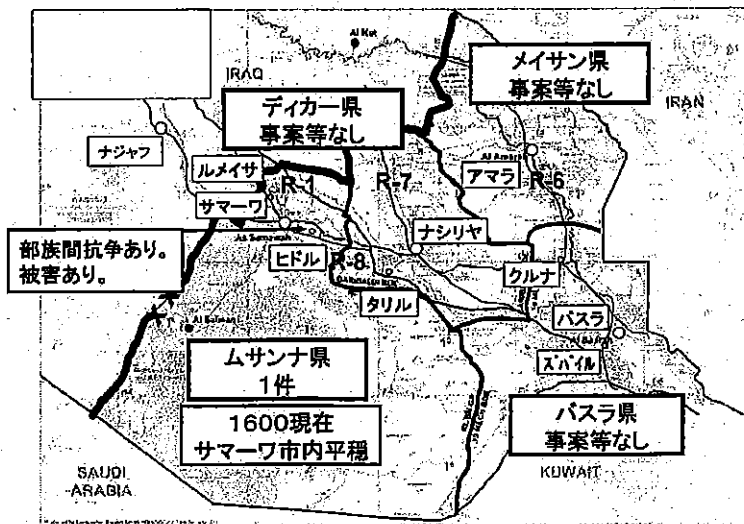 Al Kut
メイサン県
事案等なし
IRAQ
IRAN
ディカー県
事案等なし
ナジャフ
ルメイサ
R-1
R-7
アマラ
R-6
サマーワ
ナシリヤ
部族間抗争あり。
被害あり。
ヒドル
R-8
クルナ
タリル
バスラ
Al Salman
ズバイル
ムサンナ県
1件
1600現在
サマーワ市内平穏
バスラ県
事案等なし
SAUDI
ARABIA
KUWAIT